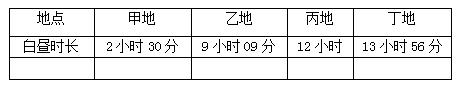 地点 甲地 乙地 丙地 丁地
白昼时长 2小时30分 9小时09分 12小时 13小时56分